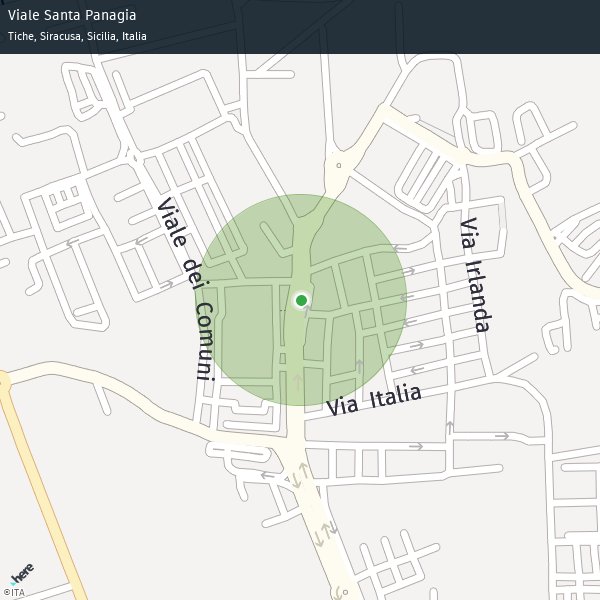 Viale Santa Panagia
Tiche, Siracusa, Sicilia, Italia
Viale dei Comuni
Via Irlanda
Via Italia
here
©ITA